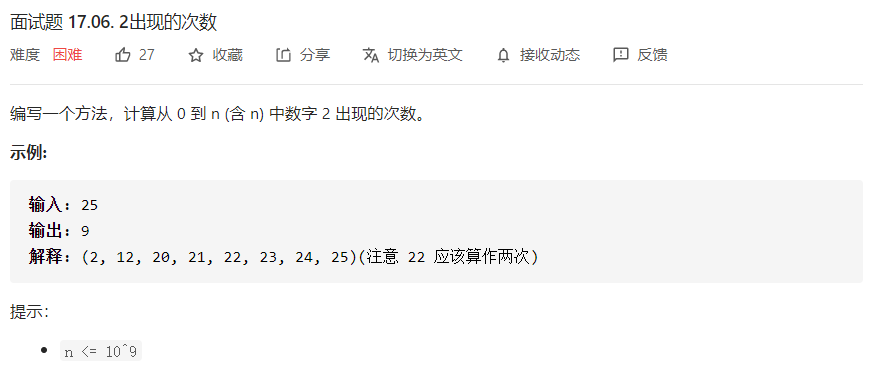 面试题 17.06. 2出现的次数
难度 困难 27 收藏 分享 切换为英文 接收动态 反馈
编写一个方法，计算从 0 到 n (含 n) 中数字 2 出现的次数。
示例:
输入：25
输出：9
解释：(2, 12, 20, 21, 22, 23, 24, 25)(注意 22 应该算作两次)
提示：
• n <= 10^9